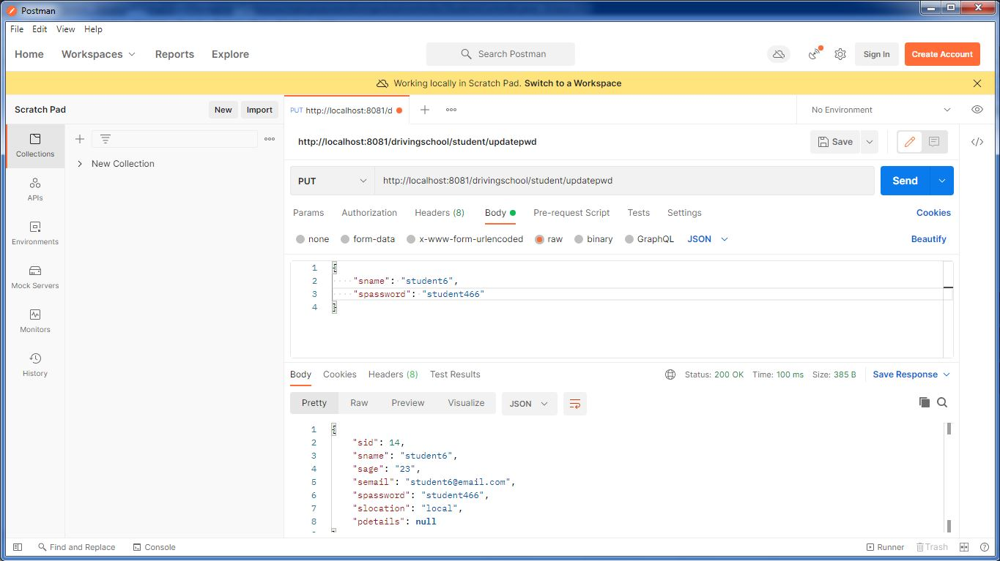 Postman
File Edit View Help
Home Workspaces Reports Explore Search Postman Sign In Create Account
Working locally in Scratch Pad. Switch to a Workspace
Scratch Pad New Import
PUT http://localhost:8081/d No Environment
http://localhost:8081/drivingschool/student/updatepwd Save
Collections
New Collection
APIs
Environments
Mock Servers
Monitors
History
PUT http://localhost:8081/drivingschool/student/updatepwd Send
Params Authorization Headers (8) Body Pre-request Script Tests Settings Cookies
none form-data x-www-form-urlencoded raw binary GraphQL JSON Beautify
1 {
2 "sname": "student6",
3 "spassword": "student466"
4 }
Body Cookies Headers (8) Test Results Status: 200 OK Time: 100 ms Size: 385 B Save Response
Pretty Raw Preview Visualize JSON
1 {
2 "sid": 14,
3 "sname": "student6",
4 "sage": "23",
5 "semail": "student6@email.com",
6 "spassword": "student466",
7 "slocation": "local",
8 "pdetails": null
Find and Replace Console Runner Trash